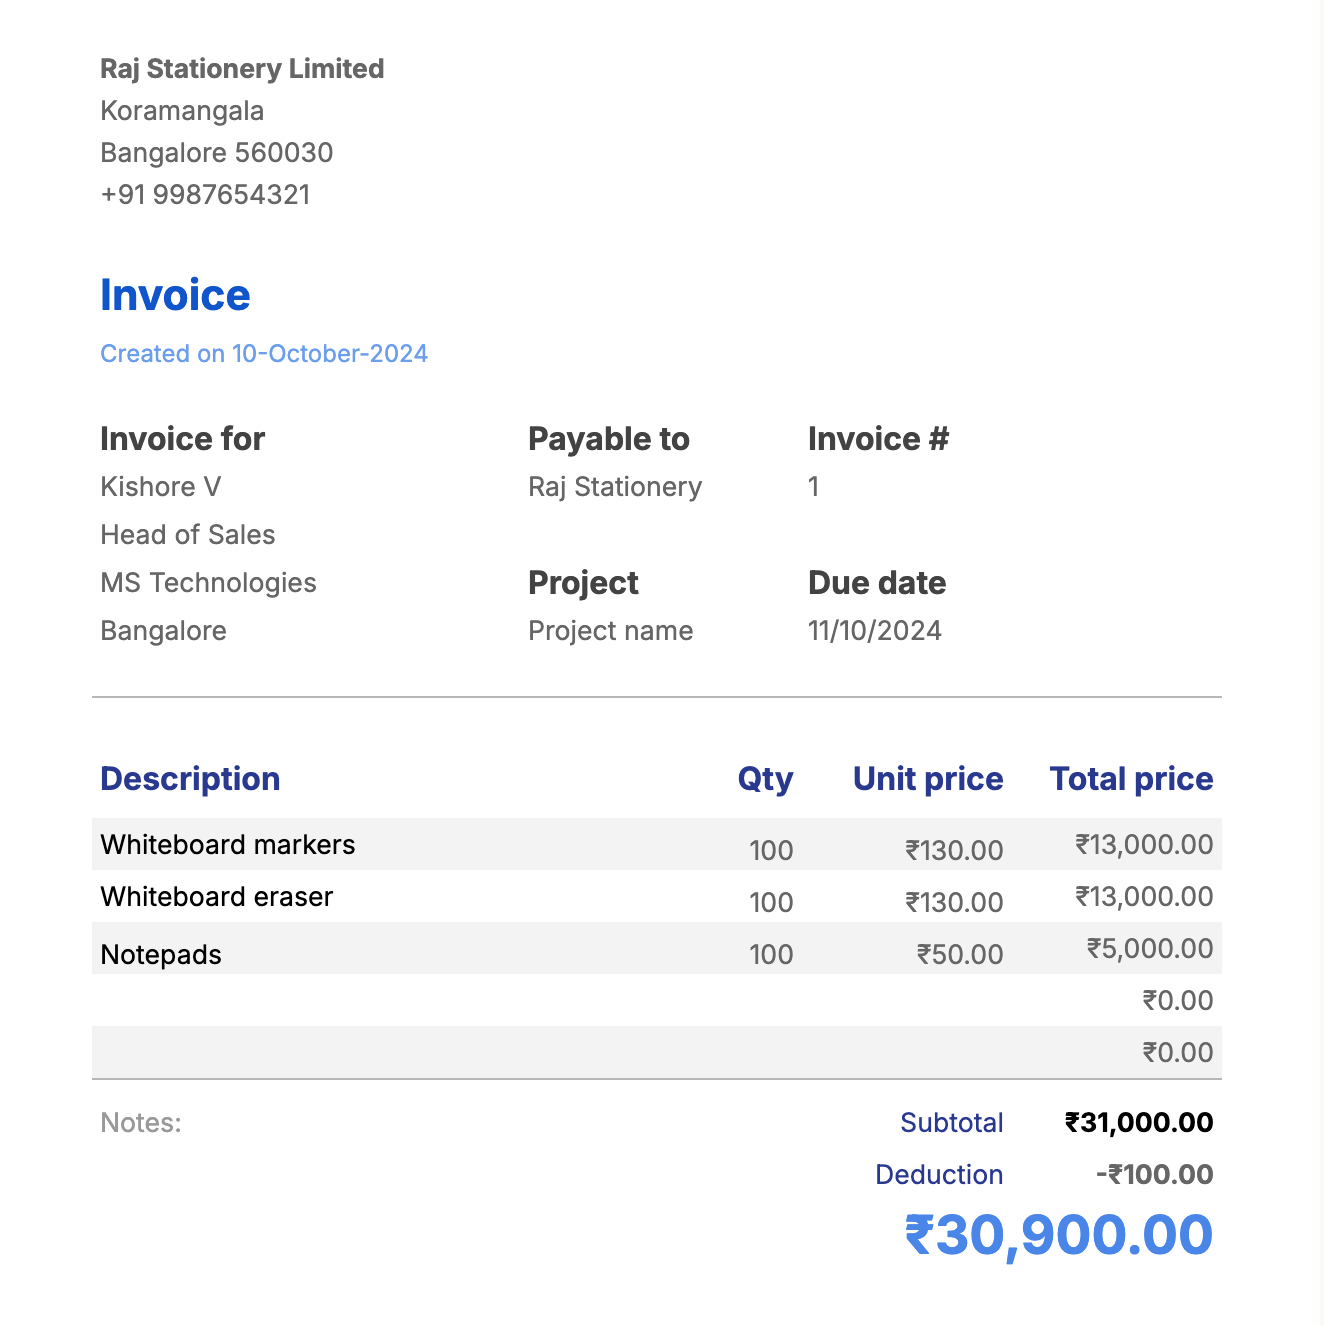 Raj Stationery Limited
Koramangala
Bangalore 560030
+91 9987654321
Invoice
Created on 10-October-2024
Invoice for Payable to Invoice #
Kishore V Raj Stationery 1
Head of Sales
MS Technologies Project Due date
Bangalore Project name 11/10/2024
Description Qty Unit price Total price
Whiteboard markers 100 ₹130.00 ₹13,000.00
Whiteboard eraser 100 ₹130.00 ₹13,000.00
Notepads 100 ₹50.00 ₹5,000.00
₹0.00
₹0.00
Notes: Subtotal ₹31,000.00
Deduction -₹100.00
₹30,900.00